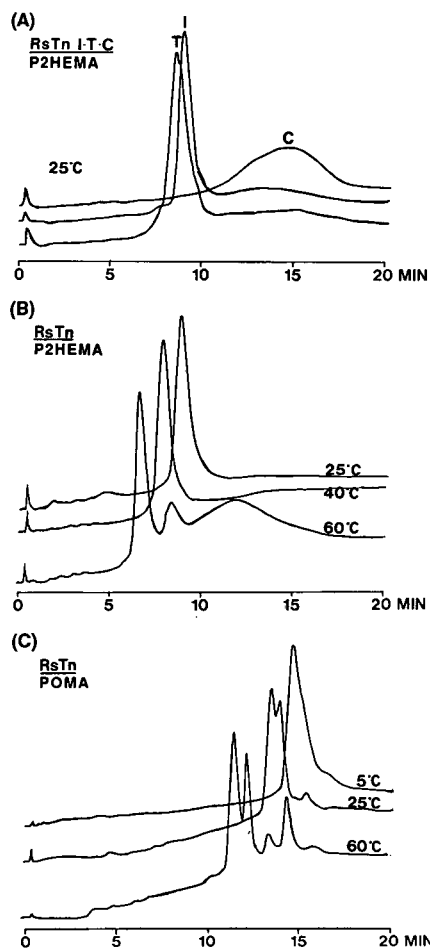 (A)
RsTn I·T·C
P2HEMA
T
I
C
25°C
0 5 10 15 20 MIN
(B)
RsTn
P2HEMA
25°C
40°C
60°C
0 5 10 15 20 MIN
(C)
RsTn
POMA
5°C
25°C
60°C
0 5 10 15 20 MIN